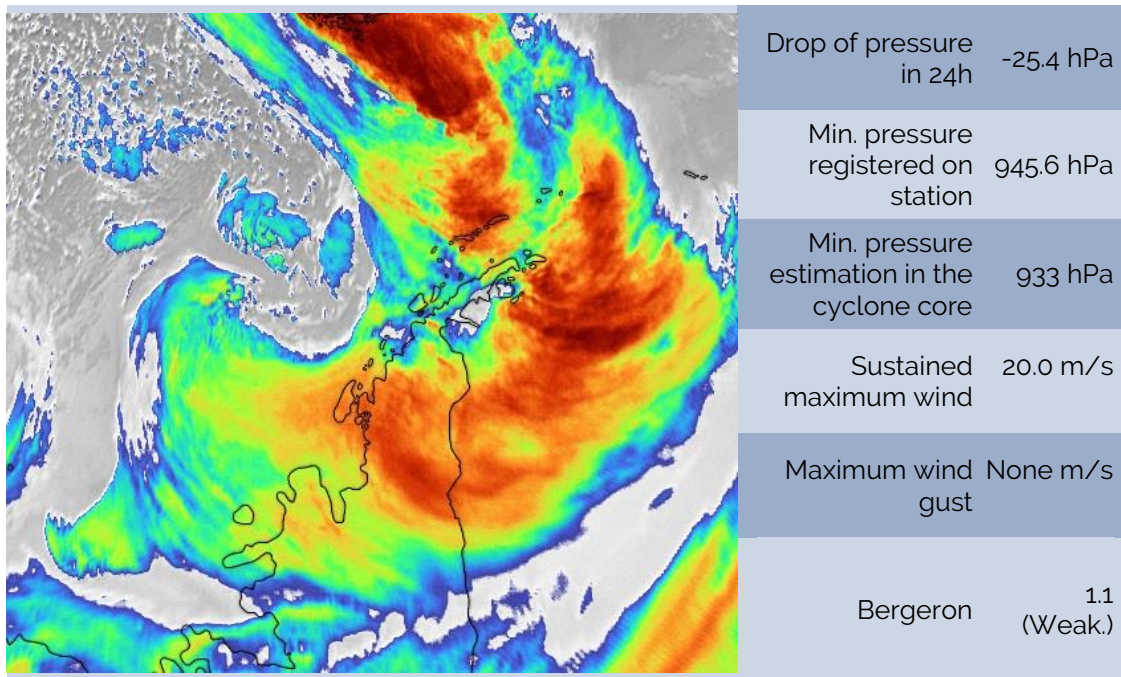 Drop of pressure
in 24h
-25.4 hPa
Min. pressure
registered on
station
945.6 hPa
Min. pressure
estimation in the
cyclone core
933 hPa
Sustained
maximum wind
20.0 m/s
Maximum wind
gust
None m/s
Bergeron
1.1
(Weak.)